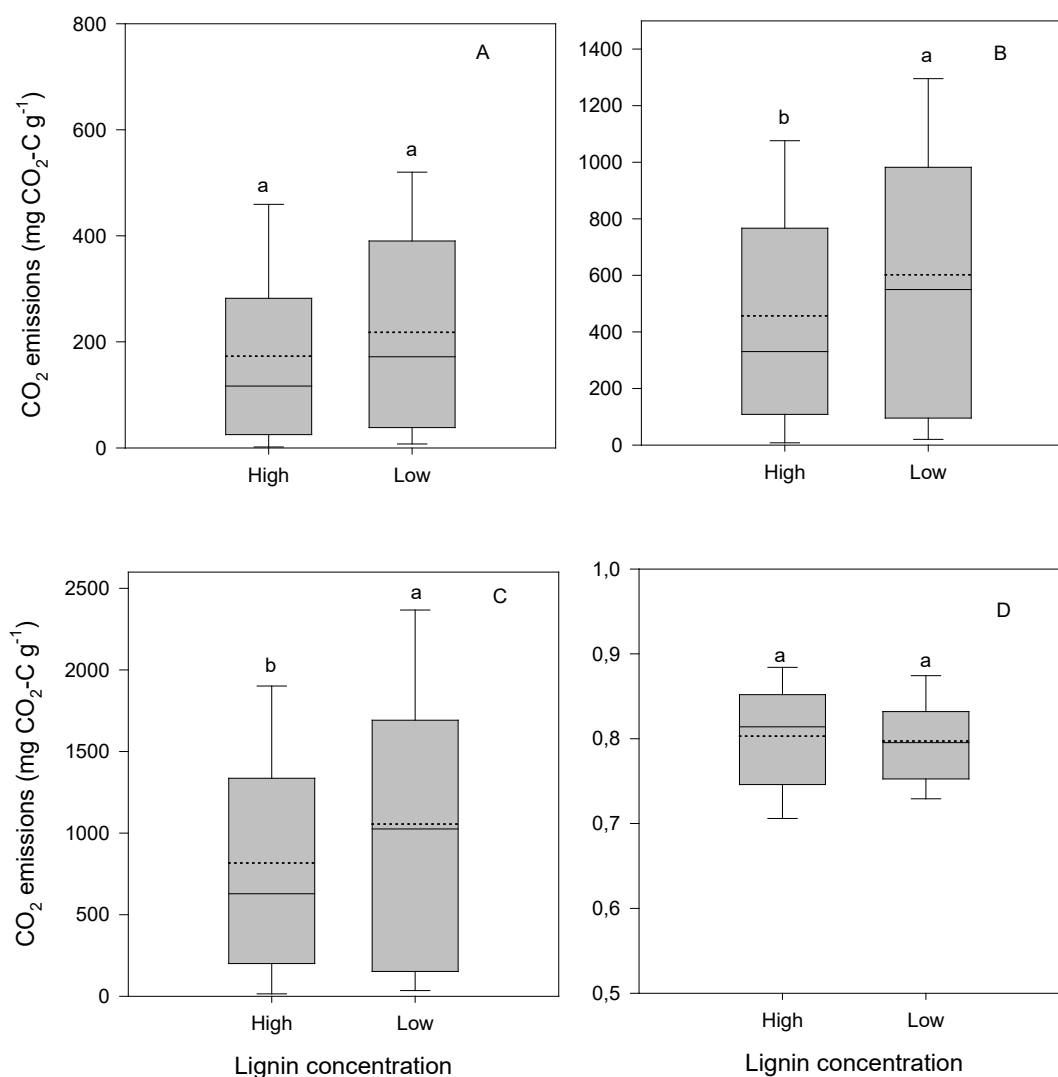 A
CO₂ emissions (mg CO₂-C g⁻¹)
800
600
400
200
0
a
a
High
Low
B
1400
1200
1000
800
600
400
200
0
b
a
High
Low
C
CO₂ emissions (mg CO₂-C g⁻¹)
2500
2000
1500
1000
500
0
b
a
High
Low
Lignin concentration
D
1,0
0,9
0,8
0,7
0,6
0,5
a
a
High
Low
Lignin concentration